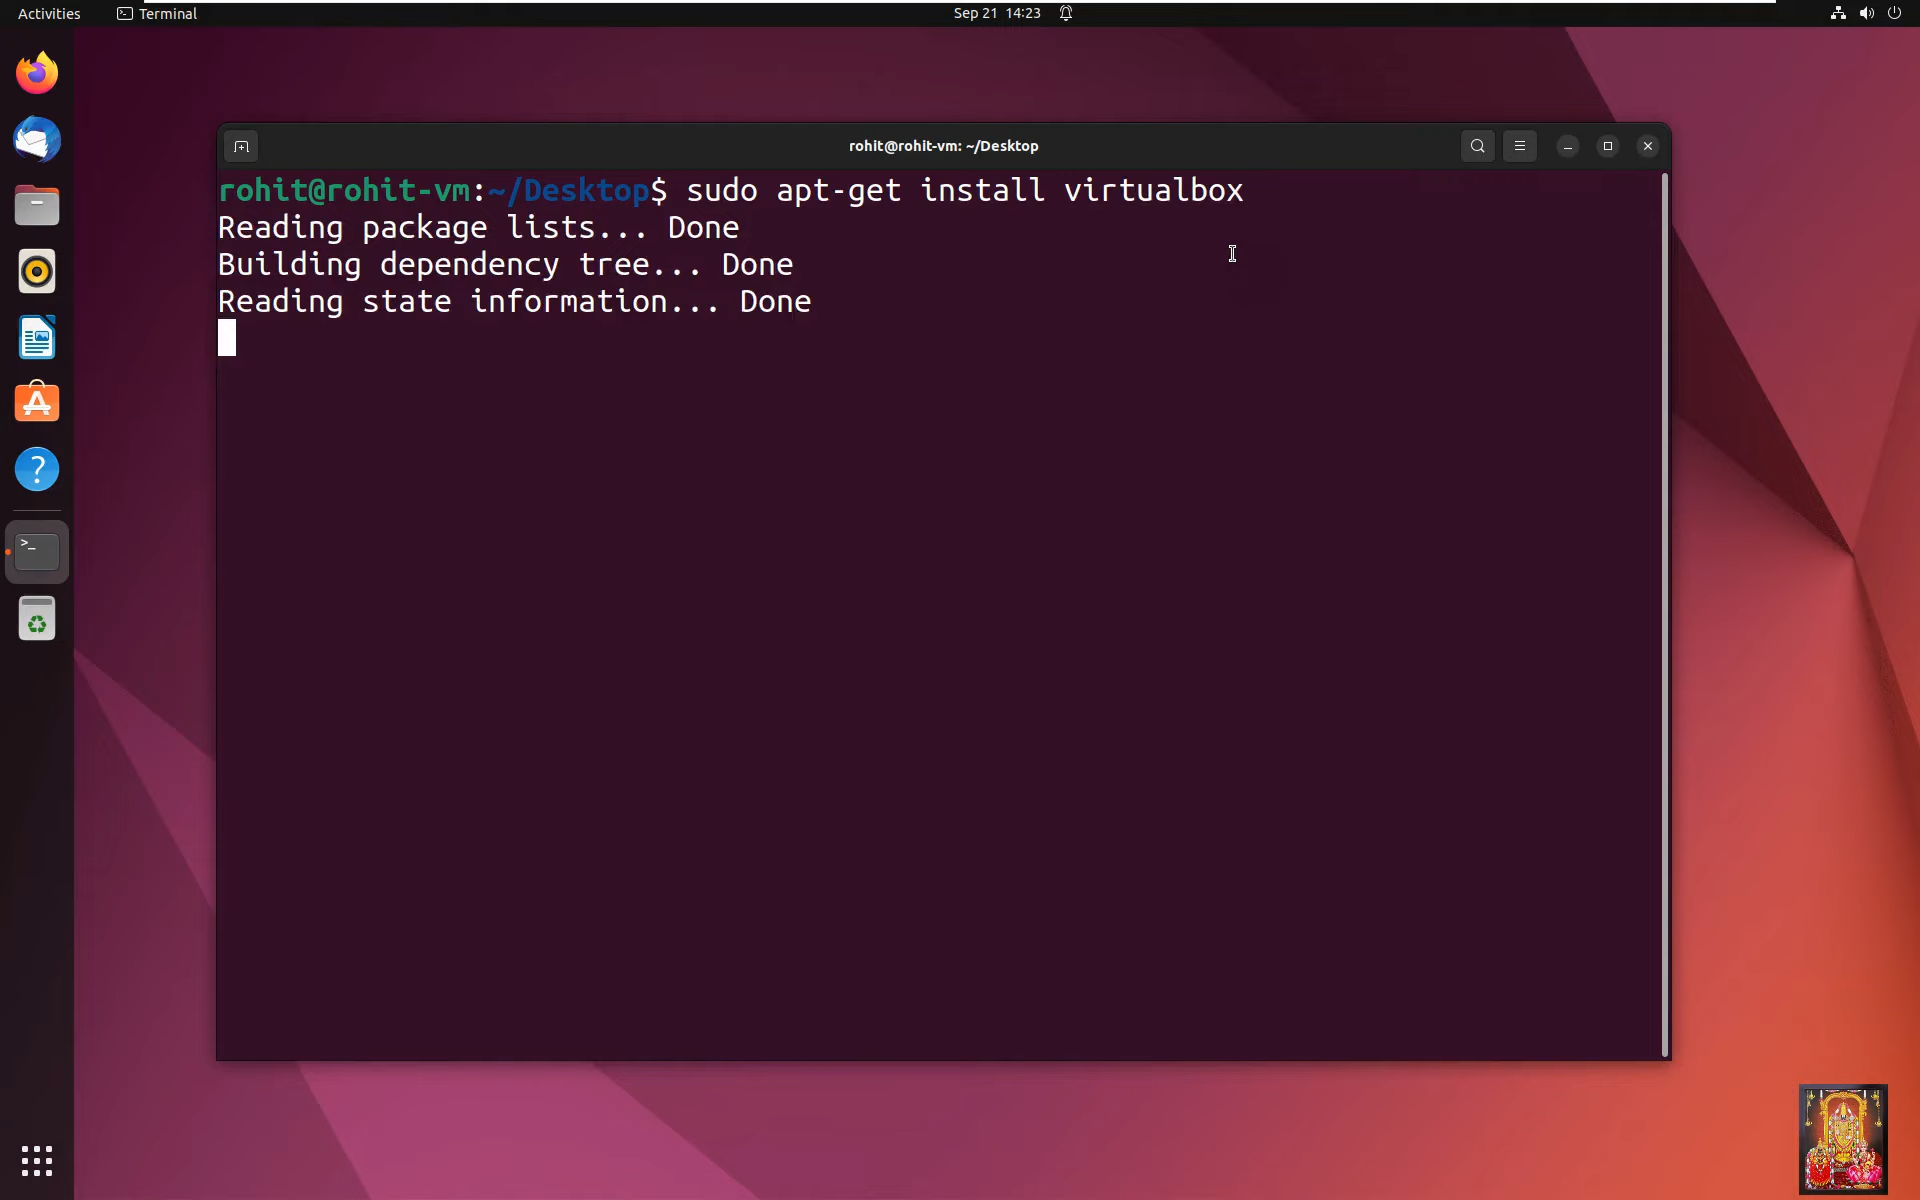 Activities Terminal Sep 21 14:23
rohit@rohit-vm: ~/Desktop
rohit@rohit-vm:~/Desktop$ sudo apt-get install virtualbox
Reading package lists... Done
Building dependency tree... Done
Reading state information... Done